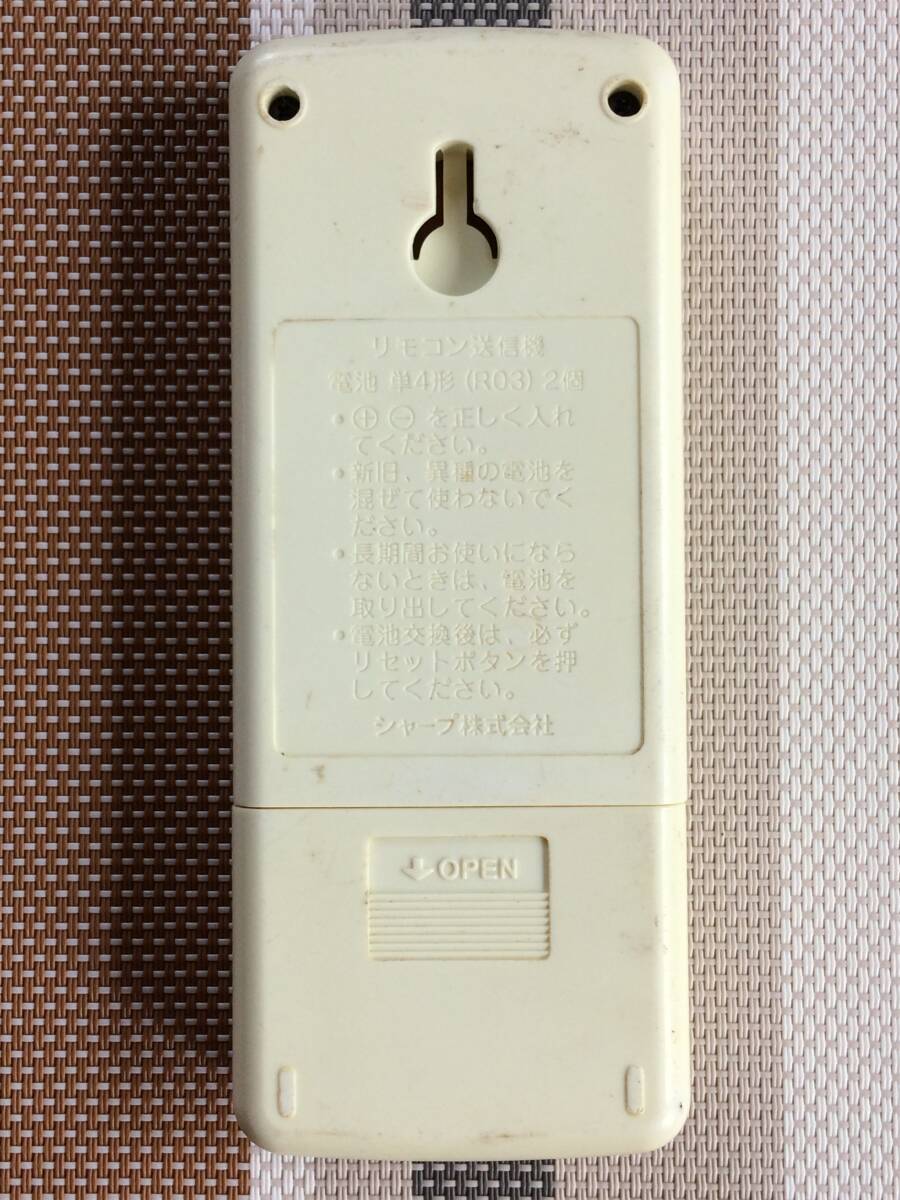 リモコン送信機
電池 単4形 (R03) 2個
・⊕ ⊖ を正しく入れ
てください。
・新旧、異種の電池を
混ぜて使わないでく
ださい。
・長期間お使いになら
ないときは、電池を
取り出してください。
・電池交換後は、必ず
リセットボタンを押
してください。
シャープ株式会社
OPEN